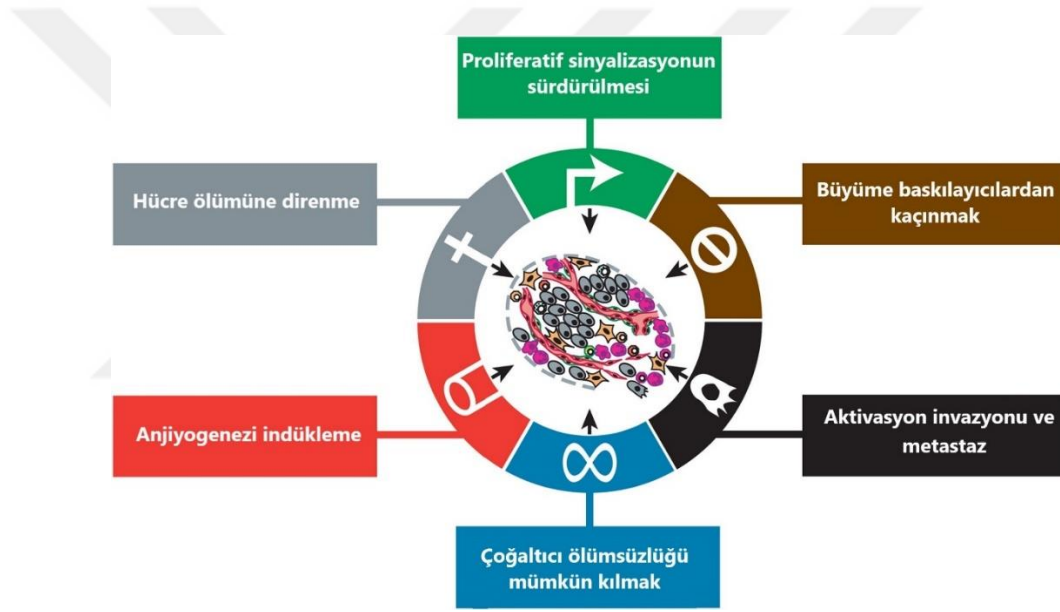 Proliferatif sinyalizasyonun
sürdürülmesi
Hücre ölümüne direnme
Büyüme baskılayıcılardan
kaçınmak
Anjiyogenezi indükleme
Aktivasyon invazyonu ve
metastaz
Çoğaltıcı ölümsüzlüğü
mümkün kılmak